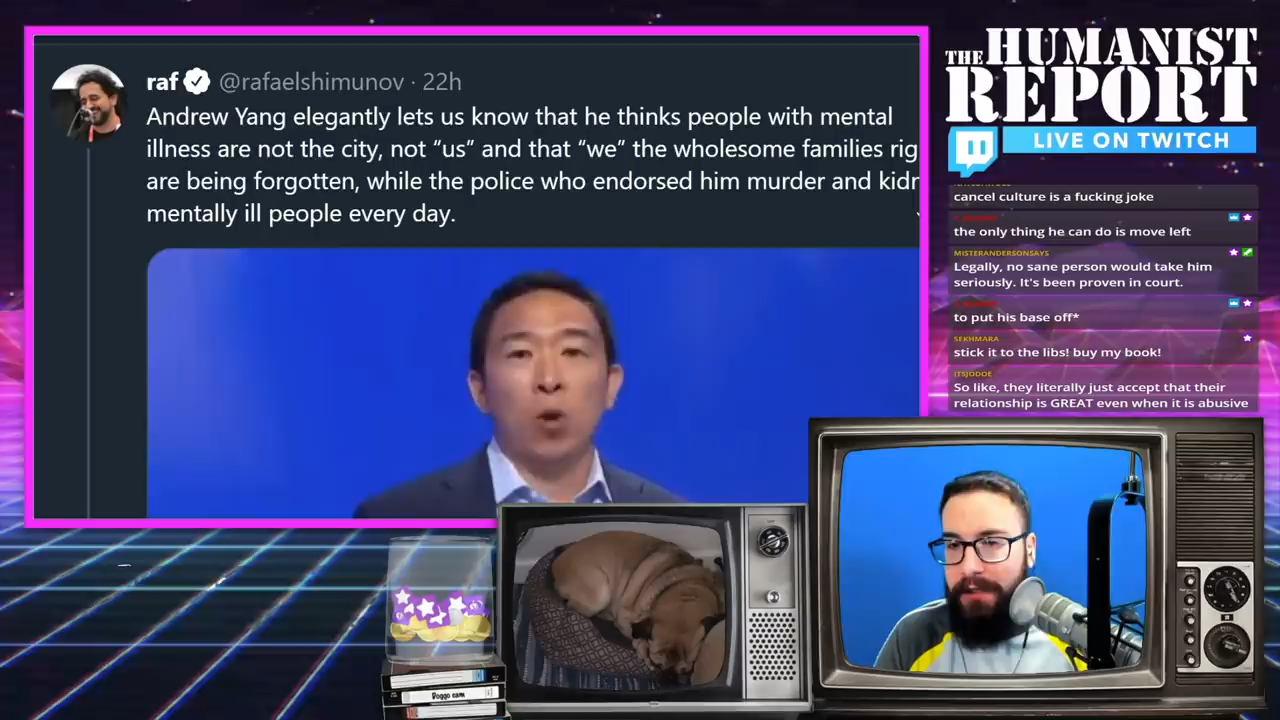 raf @rafaelshimunov · 22h
Andrew Yang elegantly lets us know that he thinks people with mental
illness are not the city, not “us” and that “we” the wholesome families rig
are being forgotten, while the police who endorsed him murder and kidn
mentally ill people every day.
THE HUMANIST
REPORT
LIVE ON TWITCH
cancel culture is a fucking joke
the only thing he can do is move left
MISTERANDERSONSAYS
Legally, no sane person would take him
seriously. It's been proven in court.
to put his base off*
SEKHMARA
stick it to the libs! buy my book!
ITSJODOE
So like, they literally just accept that their
relationship is GREAT even when it is abusive
Doggo cam